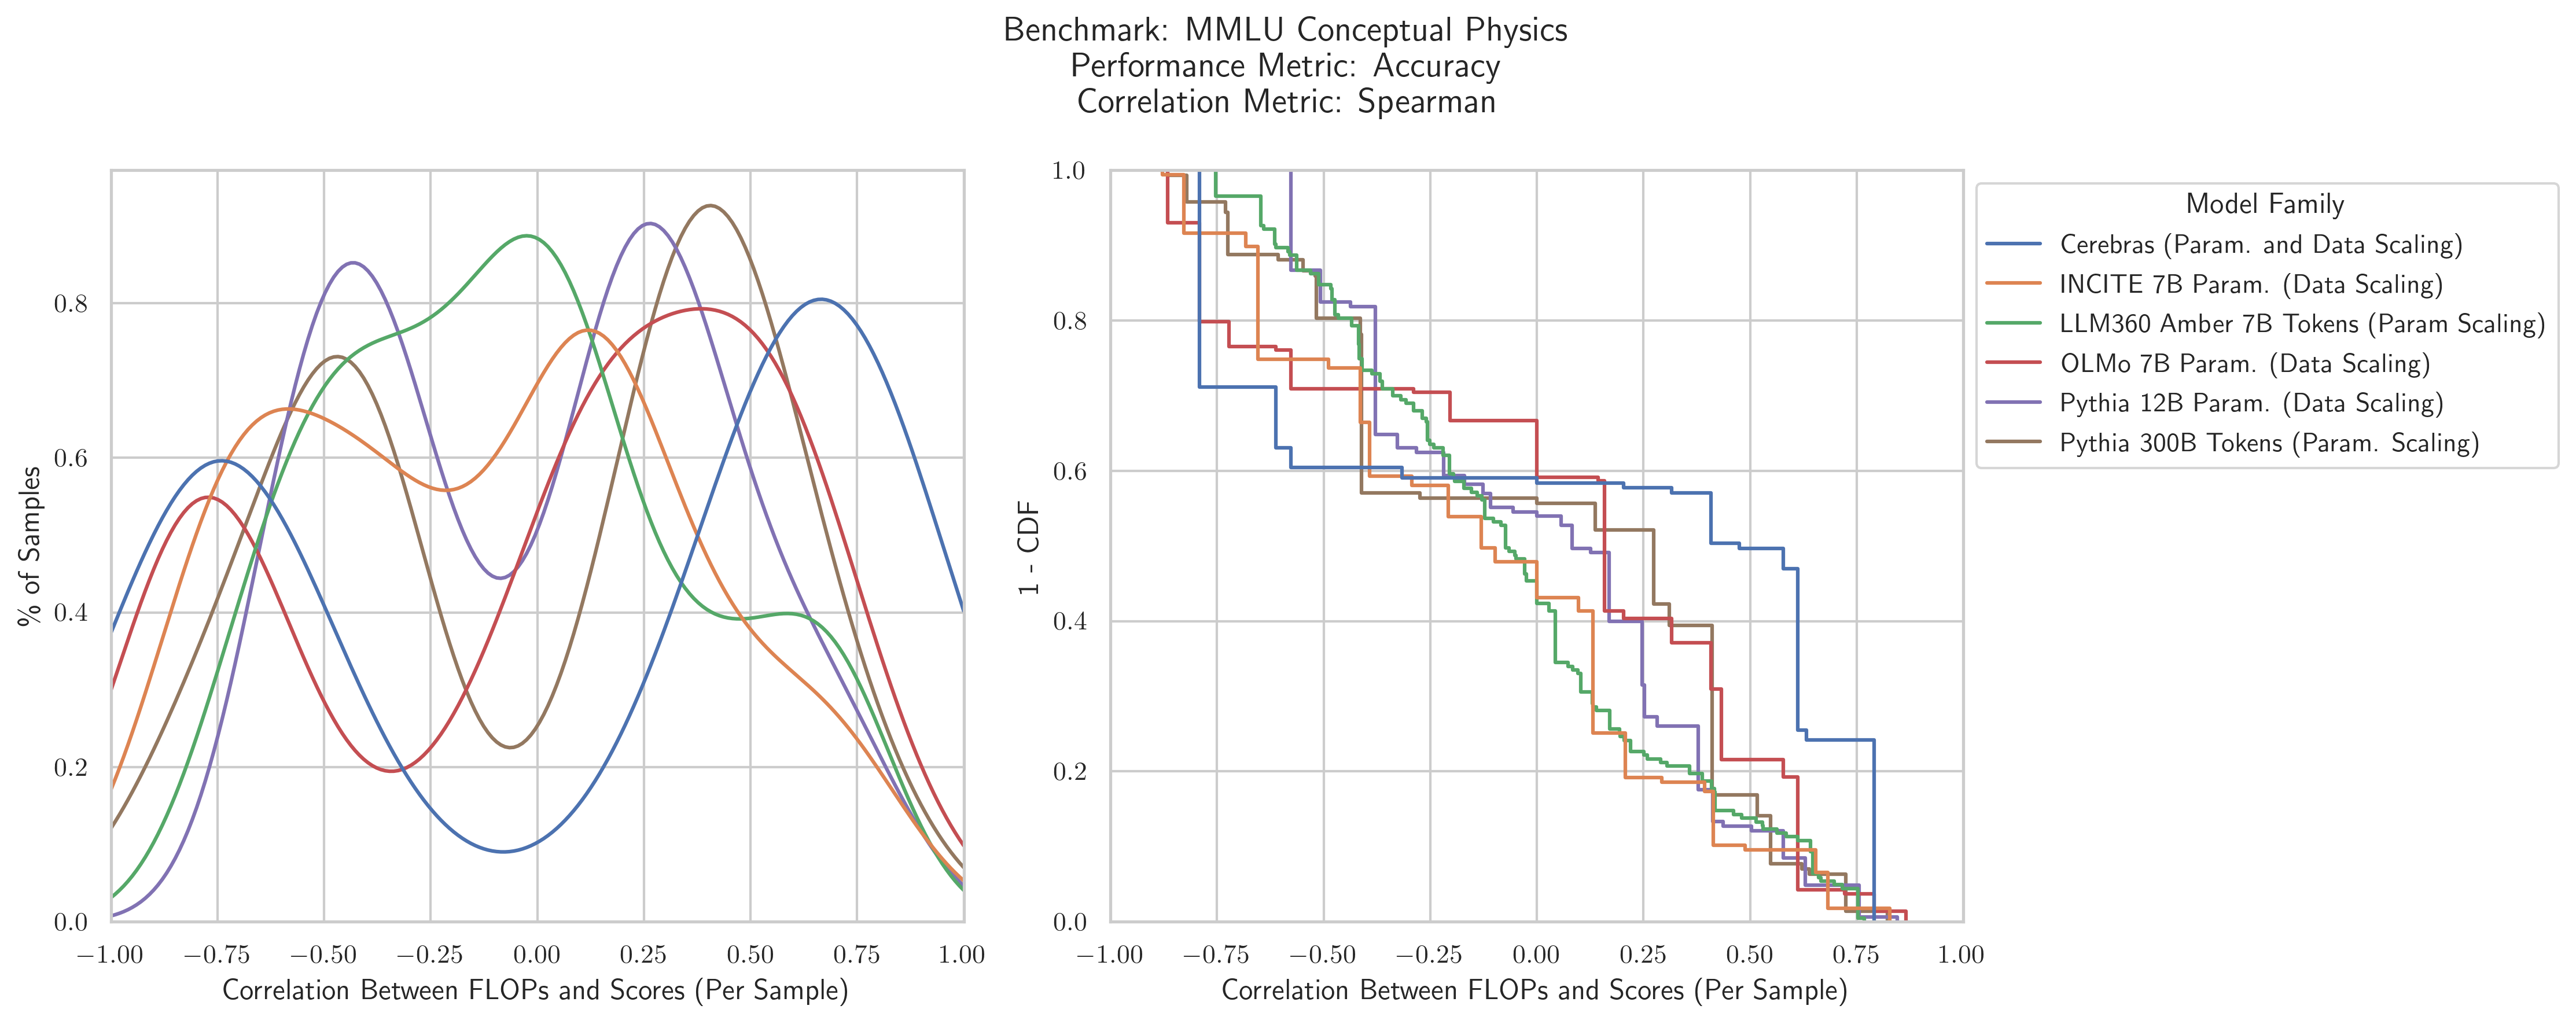 Benchmark: MMLU Conceptual Physics
Performance Metric: Accuracy
Correlation Metric: Spearman
% of Samples
0.8
0.6
0.4
0.2
0.0
−1.00 −0.75 −0.50 −0.25 0.00 0.25 0.50 0.75 1.00
Correlation Between FLOPs and Scores (Per Sample)
1 - CDF
1.0
0.8
0.6
0.4
0.2
0.0
−1.00 −0.75 −0.50 −0.25 0.00 0.25 0.50 0.75 1.00
Correlation Between FLOPs and Scores (Per Sample)
Model Family
Cerebras (Param. and Data Scaling)
INCITE 7B Param. (Data Scaling)
LLM360 Amber 7B Tokens (Param Scaling)
OLMo 7B Param. (Data Scaling)
Pythia 12B Param. (Data Scaling)
Pythia 300B Tokens (Param. Scaling)